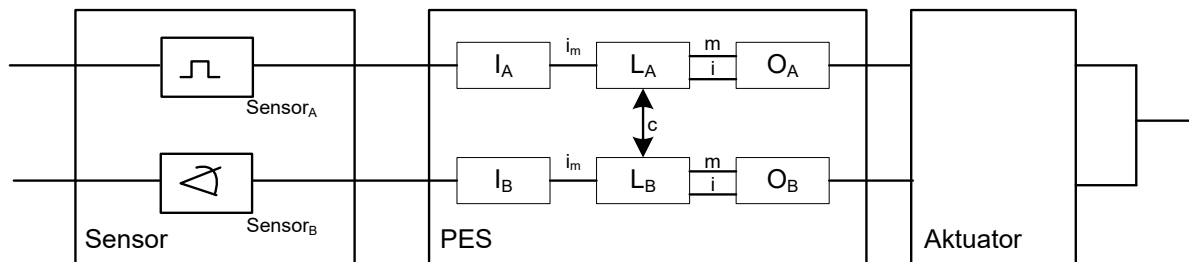 i_m m
I_A L_A i O_A
Sensor_A
c
i_m m
I_B L_B i O_B
Sensor_B
Sensor PES Aktuator